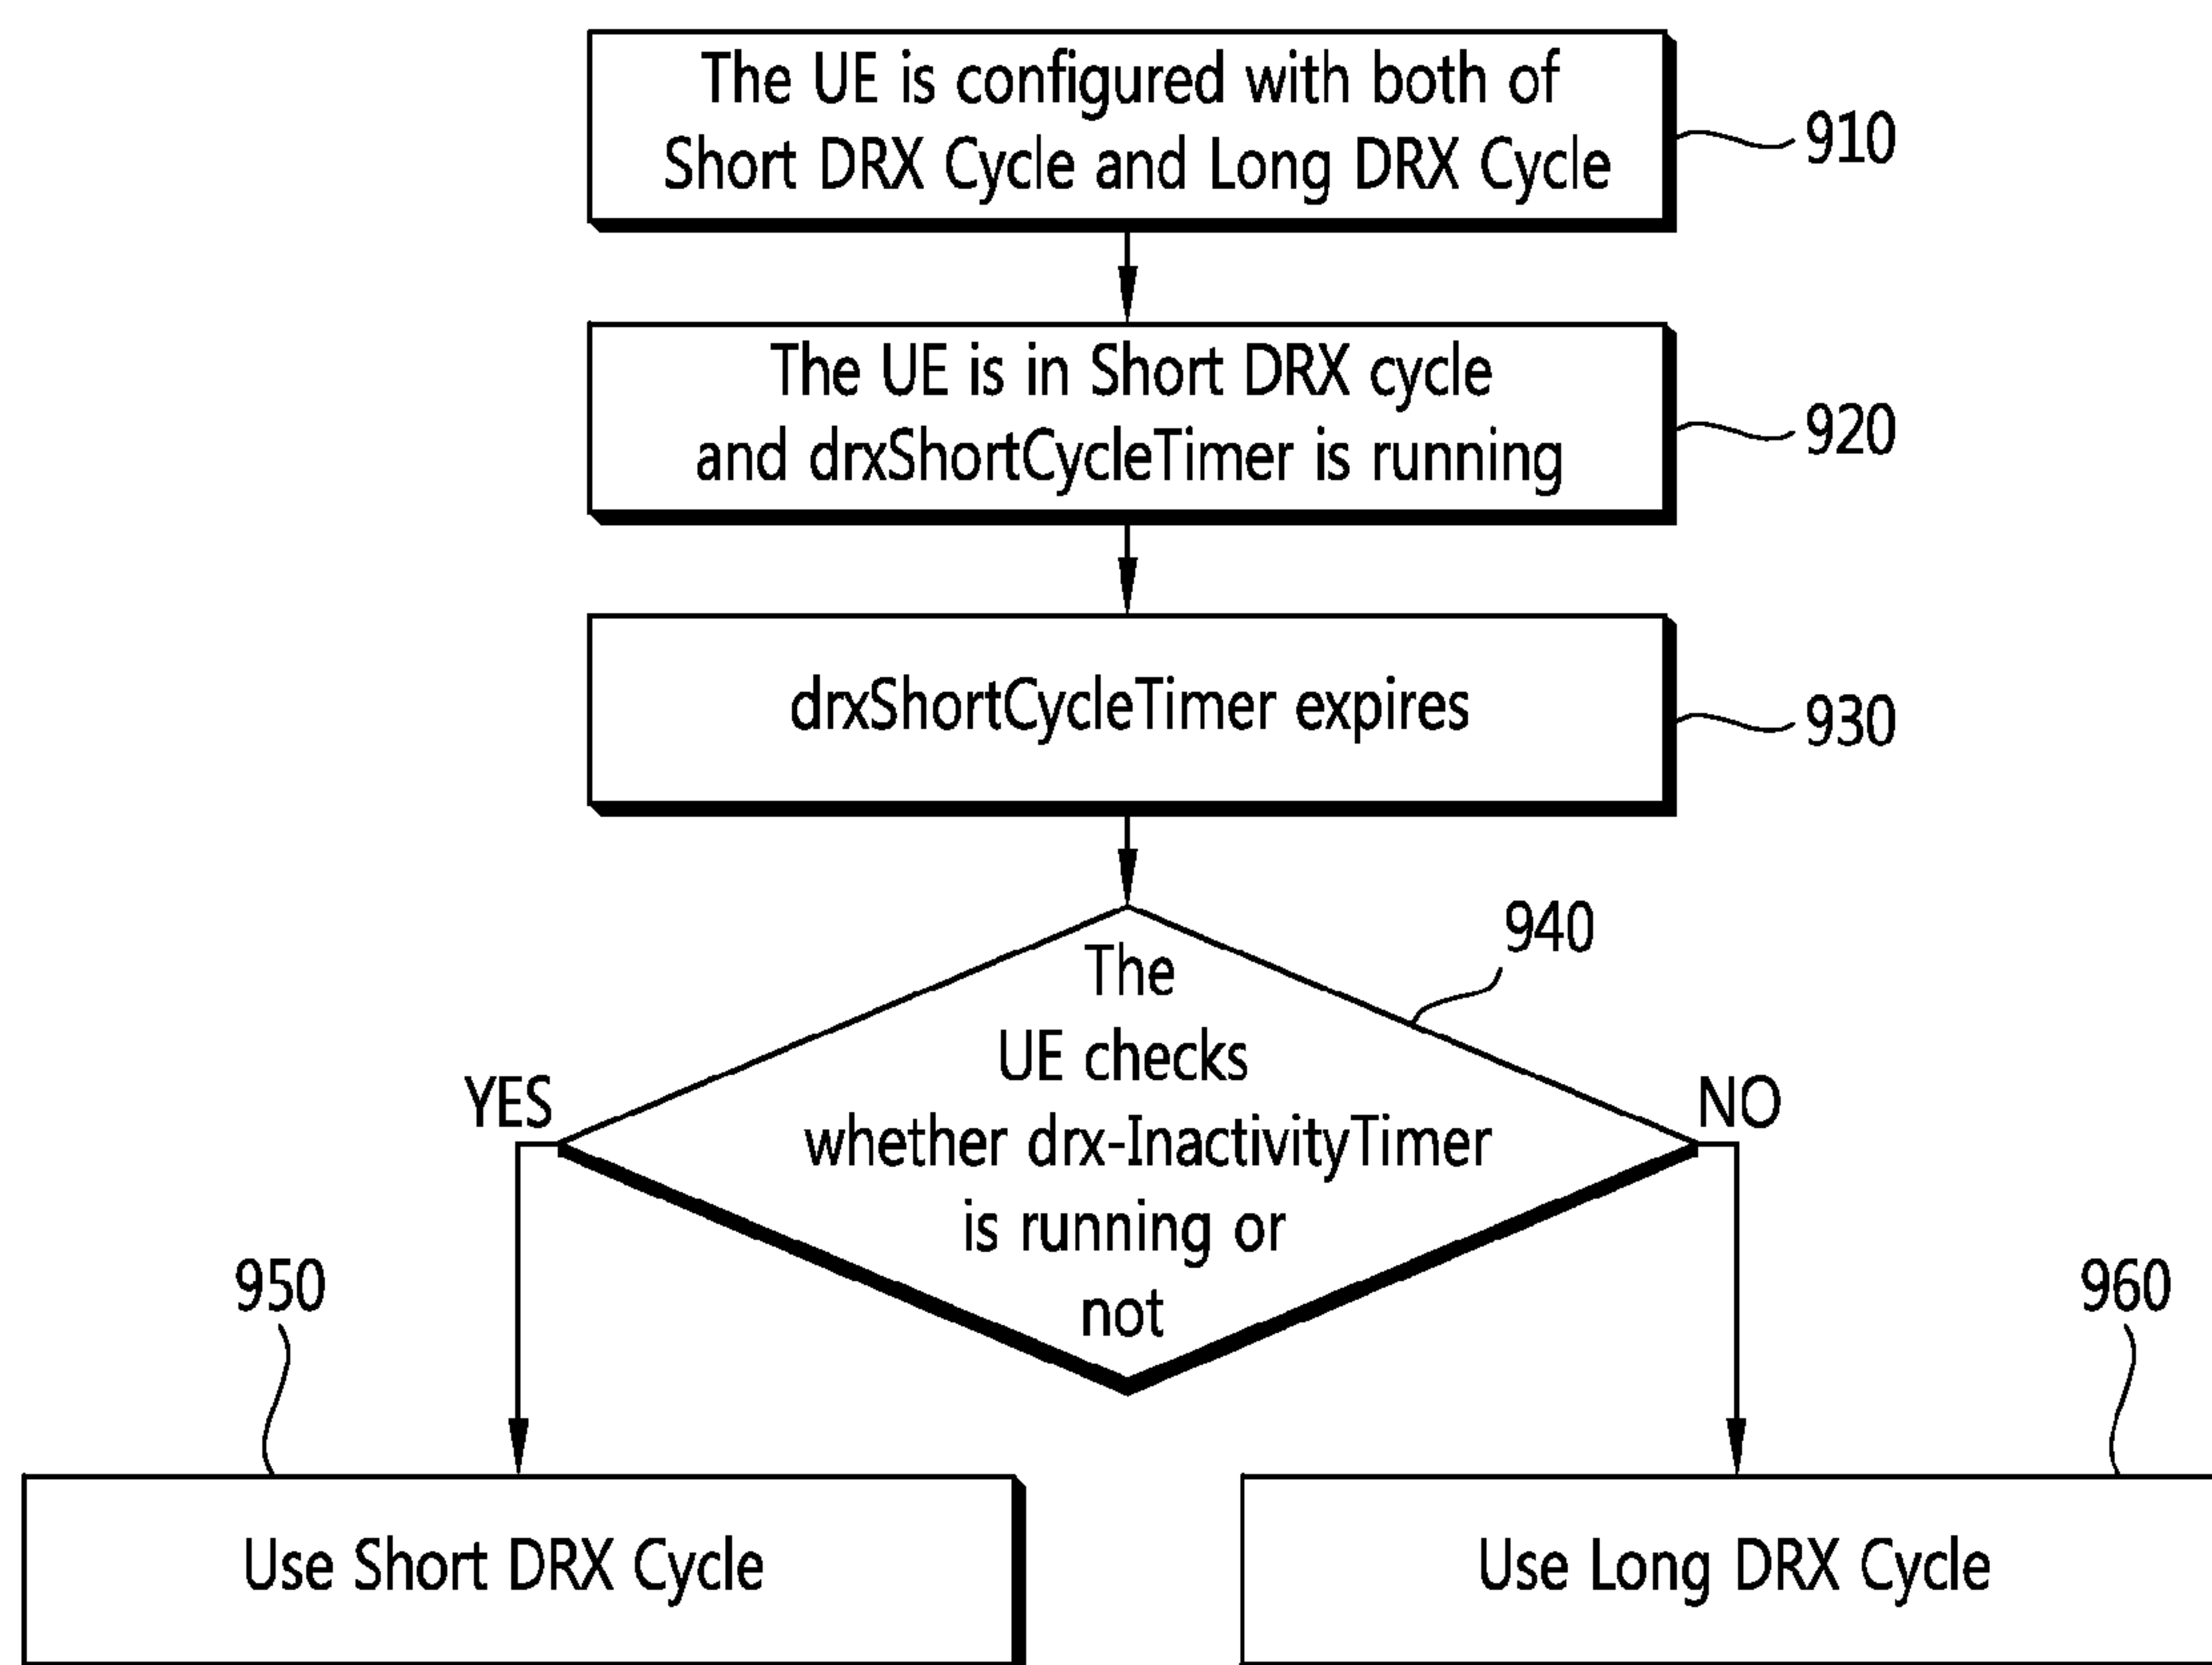 The UE is configured with both of
Short DRX Cycle and Long DRX Cycle
910
The UE is in Short DRX cycle
and drxShortCycleTimer is running
920
drxShortCycleTimer expires
930
940
The
UE checks
whether drx-InactivityTimer
is running or
not
YES
NO
950
960
Use Short DRX Cycle
Use Long DRX Cycle